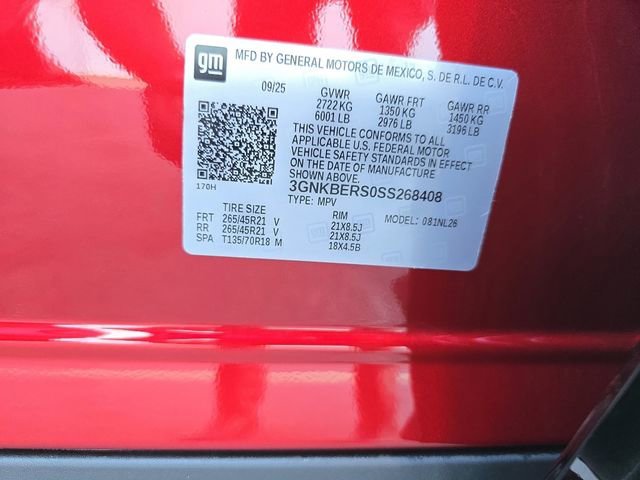 gm
MFD BY GENERAL MOTORS DE MEXICO, S. DE R.L. DE C.V.
09/25 GVWR GAWR FRT GAWR RR
2722 KG 1350 KG 1450 KG
6001 LB 2976 LB 3196 LB
THIS VEHICLE CONFORMS TO ALL
APPLICABLE U.S. FEDERAL MOTOR
VEHICLE SAFETY STANDARDS IN EFFECT
ON THE DATE OF MANUFACTURE
SHOWN ABOVE.
170H 3GNKBERS0SS268408
TYPE: MPV
TIRE SIZE RIM MODEL: 081NL26
FRT 265/45R21 V 21X8.5J
RR 265/45R21 V 21X8.5J
SPA T135/70R18 M 18X4.5B